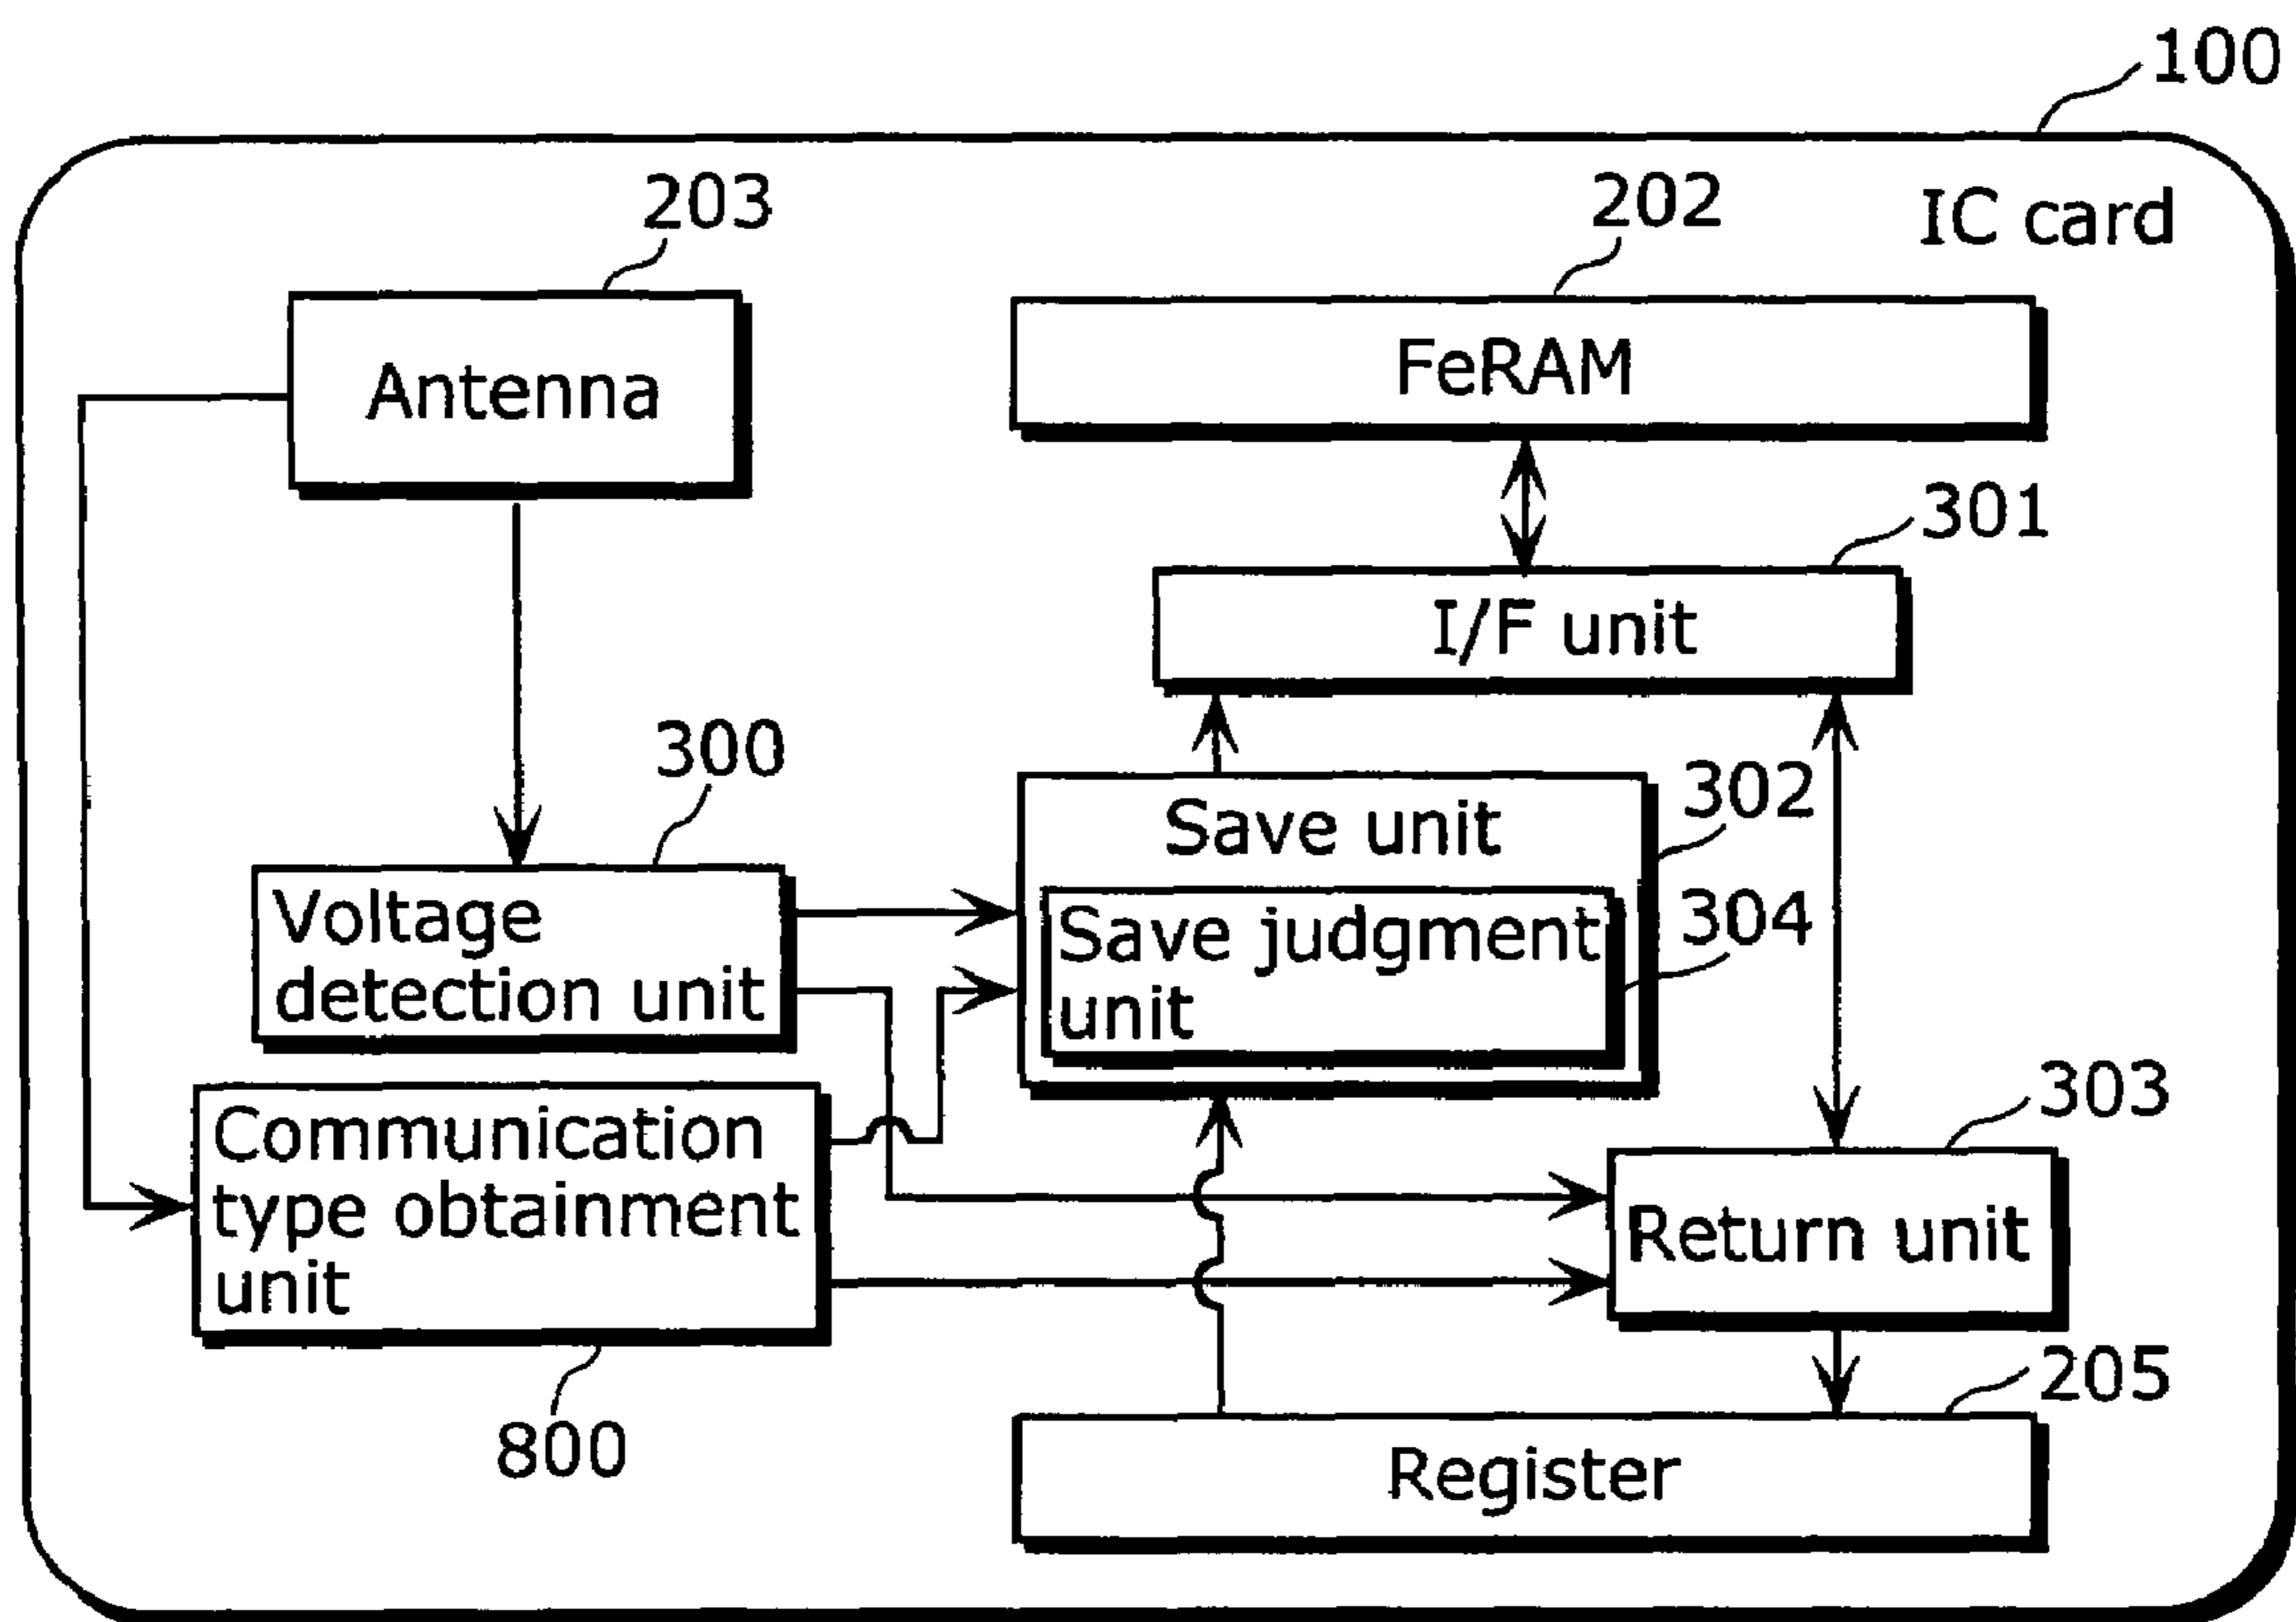 100
IC card
203
202
Antenna
FeRAM
301
I/F unit
300
302
Save unit
304
Voltage
detection unit
Save judgment
unit
303
Communication
type obtainment
unit
Return unit
205
800
Register